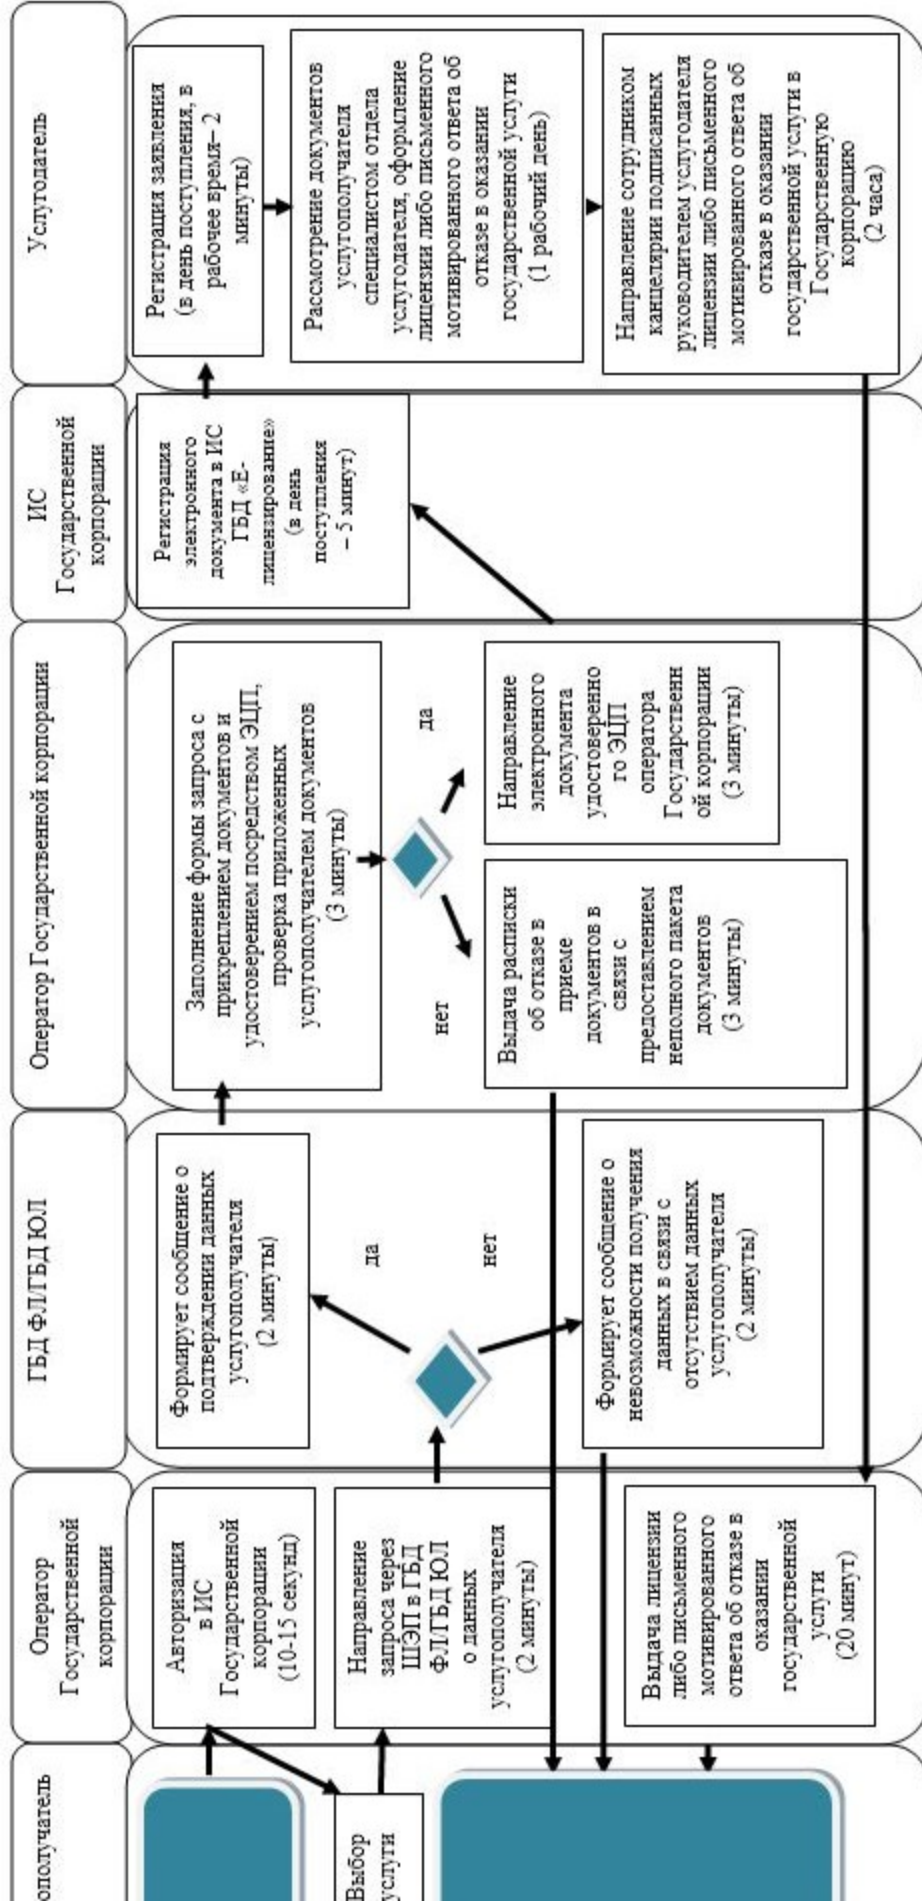 ополучатель
Оператор
Государственной
корпорации
ГБД ФЛ/ГБД ЮЛ
Оператор Государственной корпорации
ИС
Государственной
корпорации
Услугодатель
Выбор
услуги
Авторизация
в ИС
Государственной
корпорации
(10-15 секунд)
Направление
запроса через
ШЭП в ГБД
ФЛ/ГБД ЮЛ
о данных
услугополучателя
(2 минуты)
Выдача лицензии
либо письменного
мотивированного
ответа об отказе в
оказании
государственной
услуги
(20 минут)
Формирует сообщение о
подтверждении данных
услугополучателя
(2 минуты)
да
нет
Формирует сообщение о
невозможности получения
данных в связи с
отсутствием данных
услугополучателя
(2 минуты)
Заполнение формы запроса с
прикреплением документов и
удостоверением посредством ЭЦП,
проверка приложенных
услугополучателем документов
(3 минуты)
нет
да
Выдача расписки
об отказе в
приеме
документов в
связи с
предоставлением
неполного пакета
документов
(3 минуты)
Направление
электронного
документа
удостоверенно
го ЭЦП
оператора
Государственн
ой корпорации
(3 минуты)
Регистрация
электронного
документа в ИС
ГБД «Е-
лицензирование»
(в день
поступления
– 5 минут)
Регистрация заявления
(в день поступления, в
рабочее время– 2
минуты)
Рассмотрение документов
услугополучателя
специалистом отдела
услугодателя, оформление
лицензии либо письменного
мотивированного ответа об
отказе в оказании
государственной услуги
(1 рабочий день)
Направление сотрудником
канцелярии подписанных
руководителем услугодателя
лицензии либо письменного
мотивированного ответа об
отказе в оказании
государственной услуги в
Государственную
корпорацию
(2 часа)